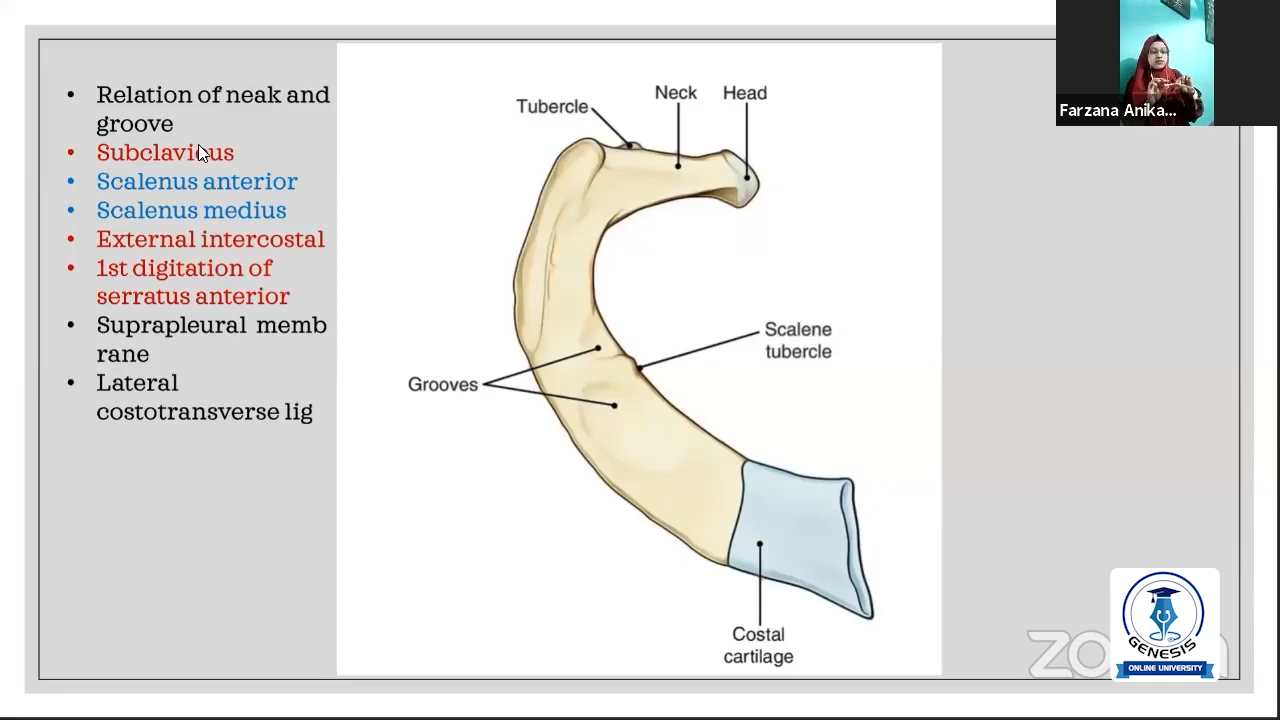 Relation of neak and
groove
Subclavicus
Scalenus anterior
Scalenus medius
External intercostal
1st digitation of
serratus anterior
Suprapleural memb
rane
Lateral
costotransverse lig
Tubercle
Neck
Head
Scalene
tubercle
Grooves
Costal
cartilage
Farzana Anika...
GENESIS
ONLINE UNIVERSITY